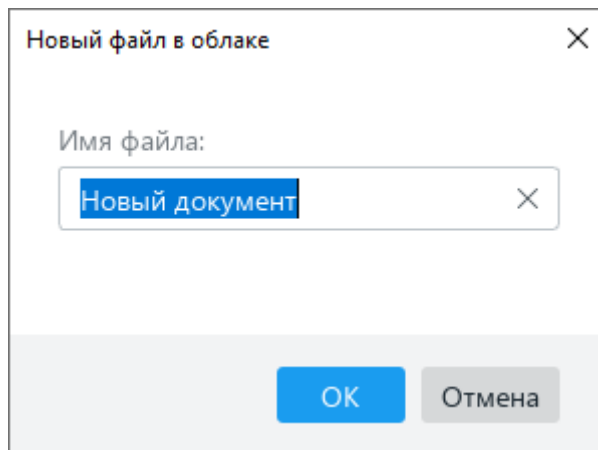 Новый файл в облаке
Имя файла:
Новый документ
ОК
Отмена